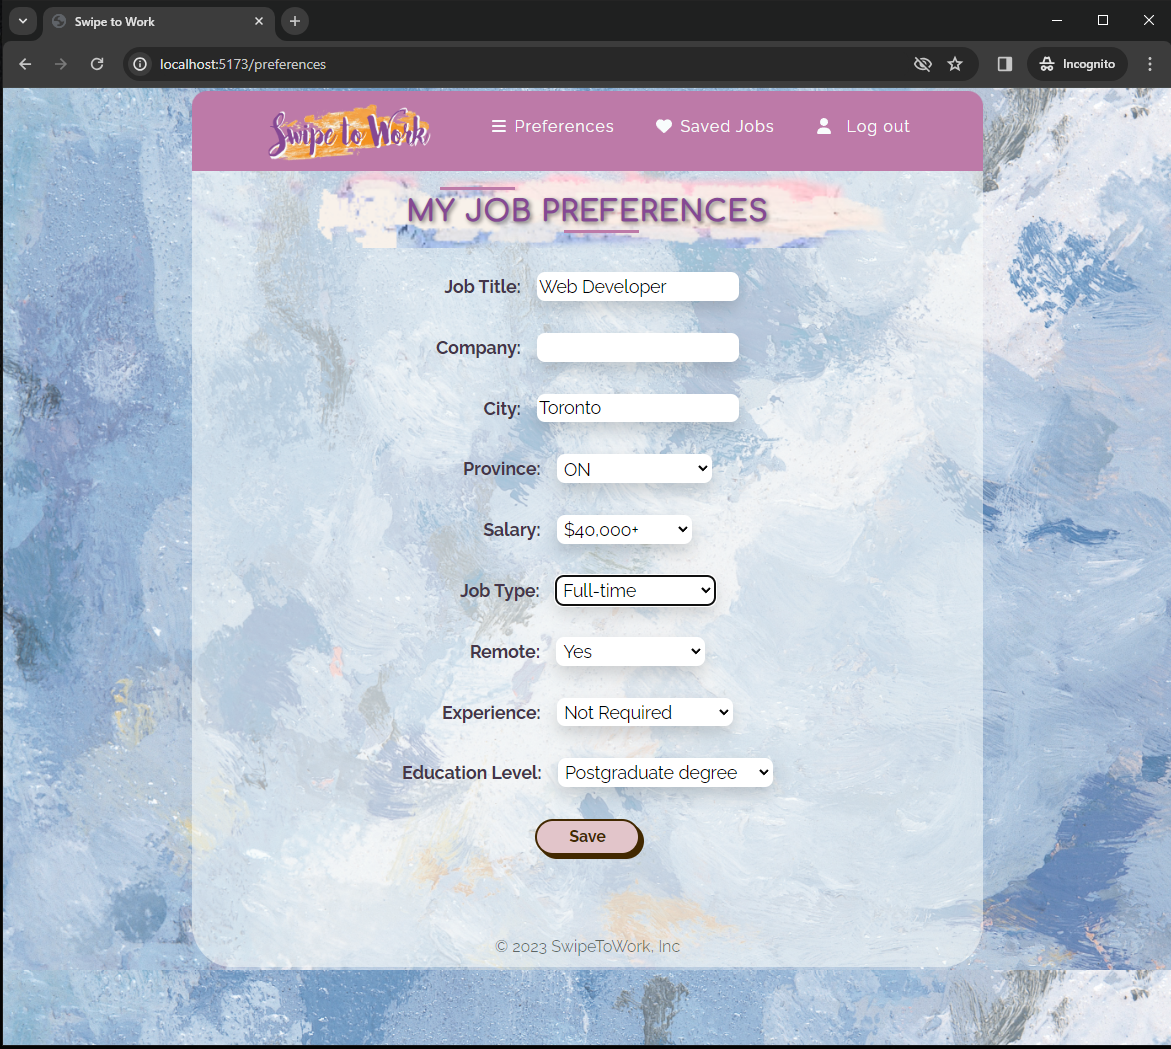 Swipe to Work
localhost:5173/preferences
Incognito
Swipe to Work
Preferences
Saved Jobs
Log out
MY JOB PREFERENCES
Job Title: Web Developer
Company:
City: Toronto
Province: ON
Salary: $40,000+
Job Type: Full-time
Remote: Yes
Experience: Not Required
Education Level: Postgraduate degree
Save
© 2023 SwipeToWork, Inc